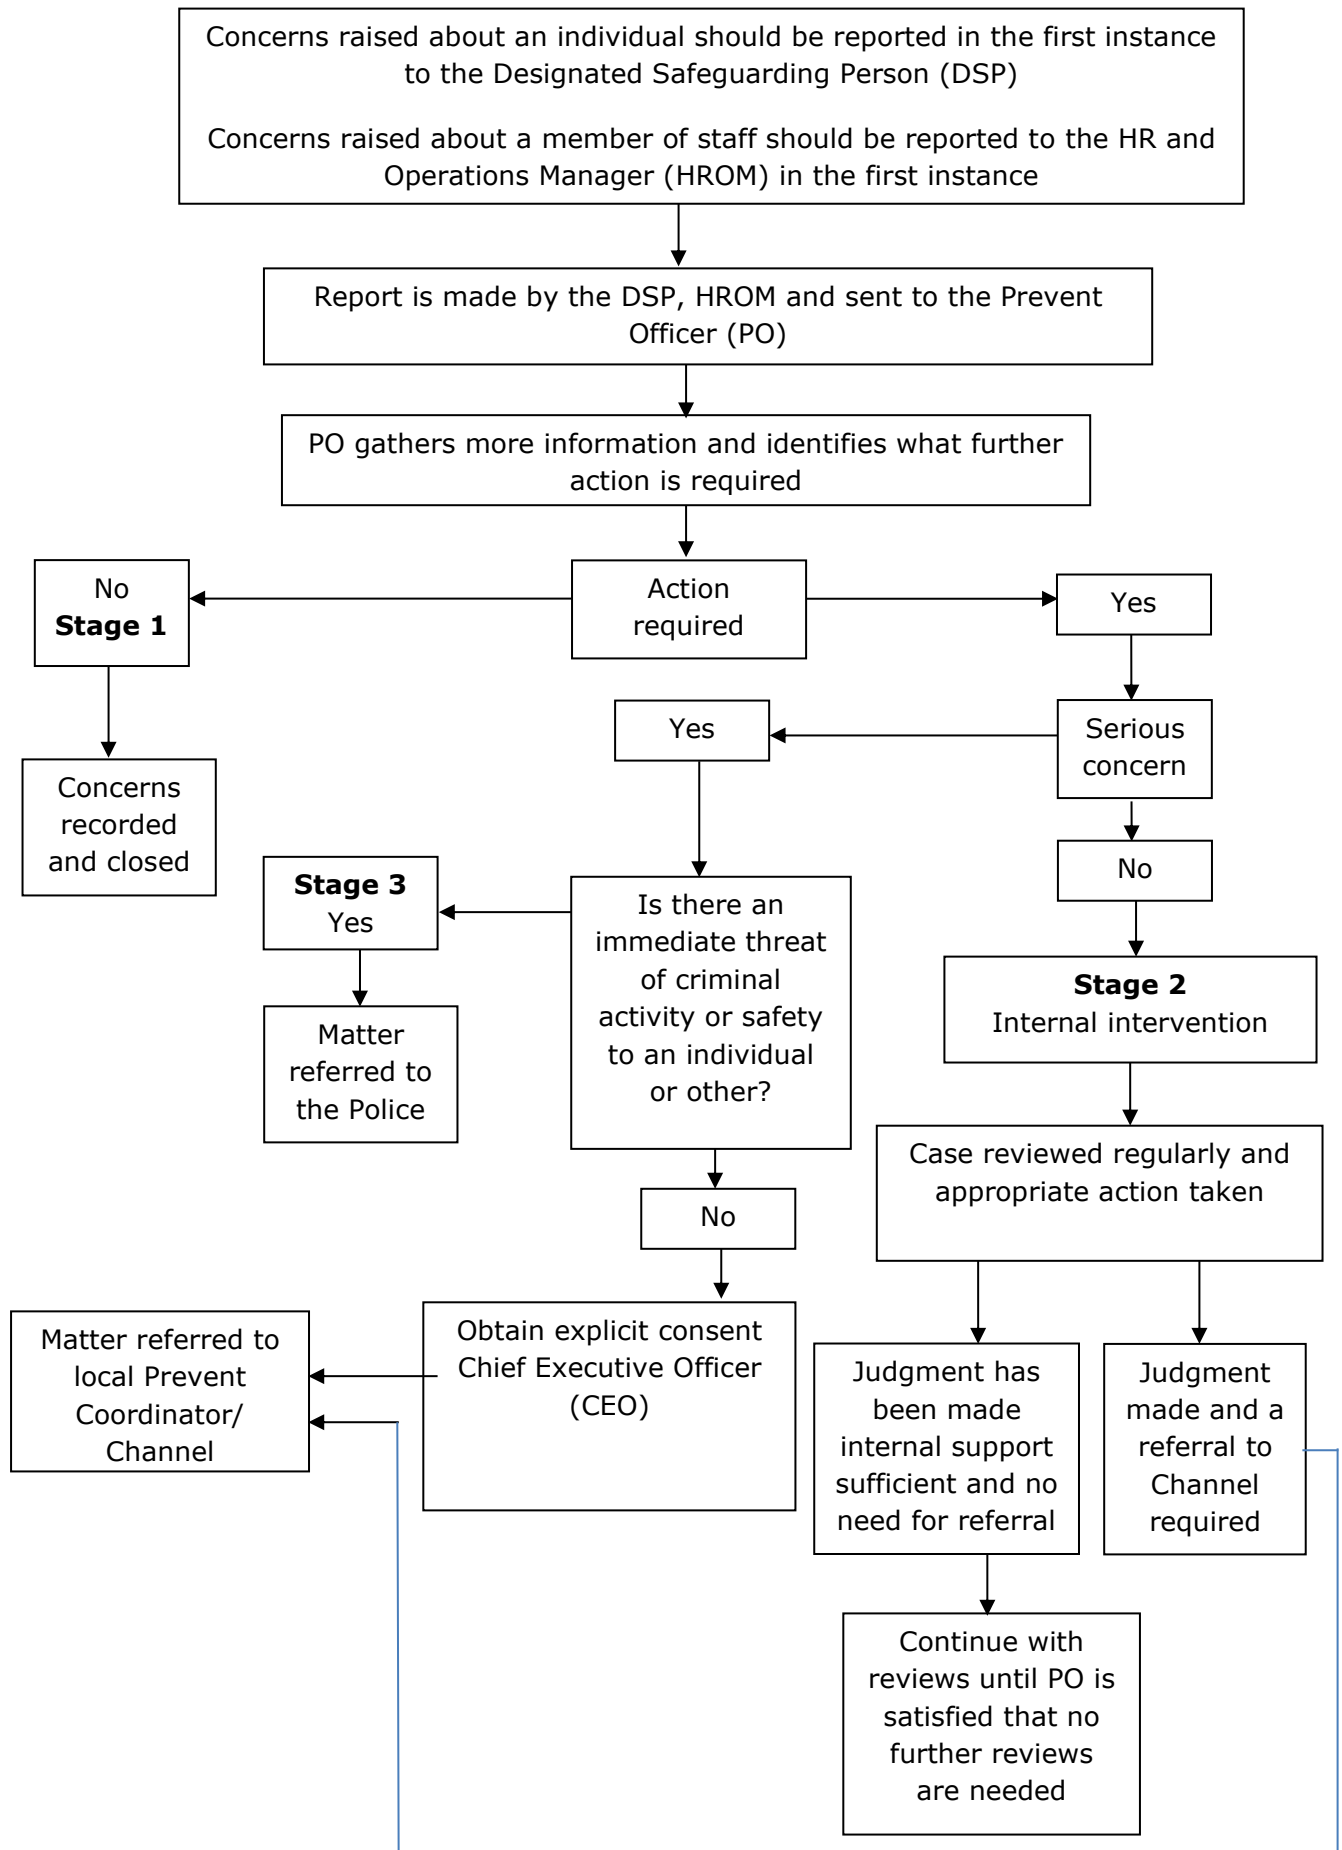 Concerns raised about an individual should be reported in the first instance
to the Designated Safeguarding Person (DSP)
Concerns raised about a member of staff should be reported to the HR and
Operations Manager (HROM) in the first instance
Report is made by the DSP, HROM and sent to the Prevent
Officer (PO)
PO gathers more information and identifies what further
action is required
No
Stage 1
Action
required
Yes
Concerns
recorded
and closed
Yes
Serious
concern
No
Stage 3
Yes
Matter
referred to
the Police
Is there an
immediate threat
of criminal
activity or safety
to an individual
or other?
Stage 2
Internal intervention
Case reviewed regularly and
appropriate action taken
No
Matter referred to
local Prevent
Coordinator/
Channel
Obtain explicit consent
Chief Executive Officer
(CEO)
Judgment has
been made
internal support
sufficient and no
need for referral
Judgment
made and a
referral to
Channel
required
Continue with
reviews until PO is
satisfied that no
further reviews
are needed